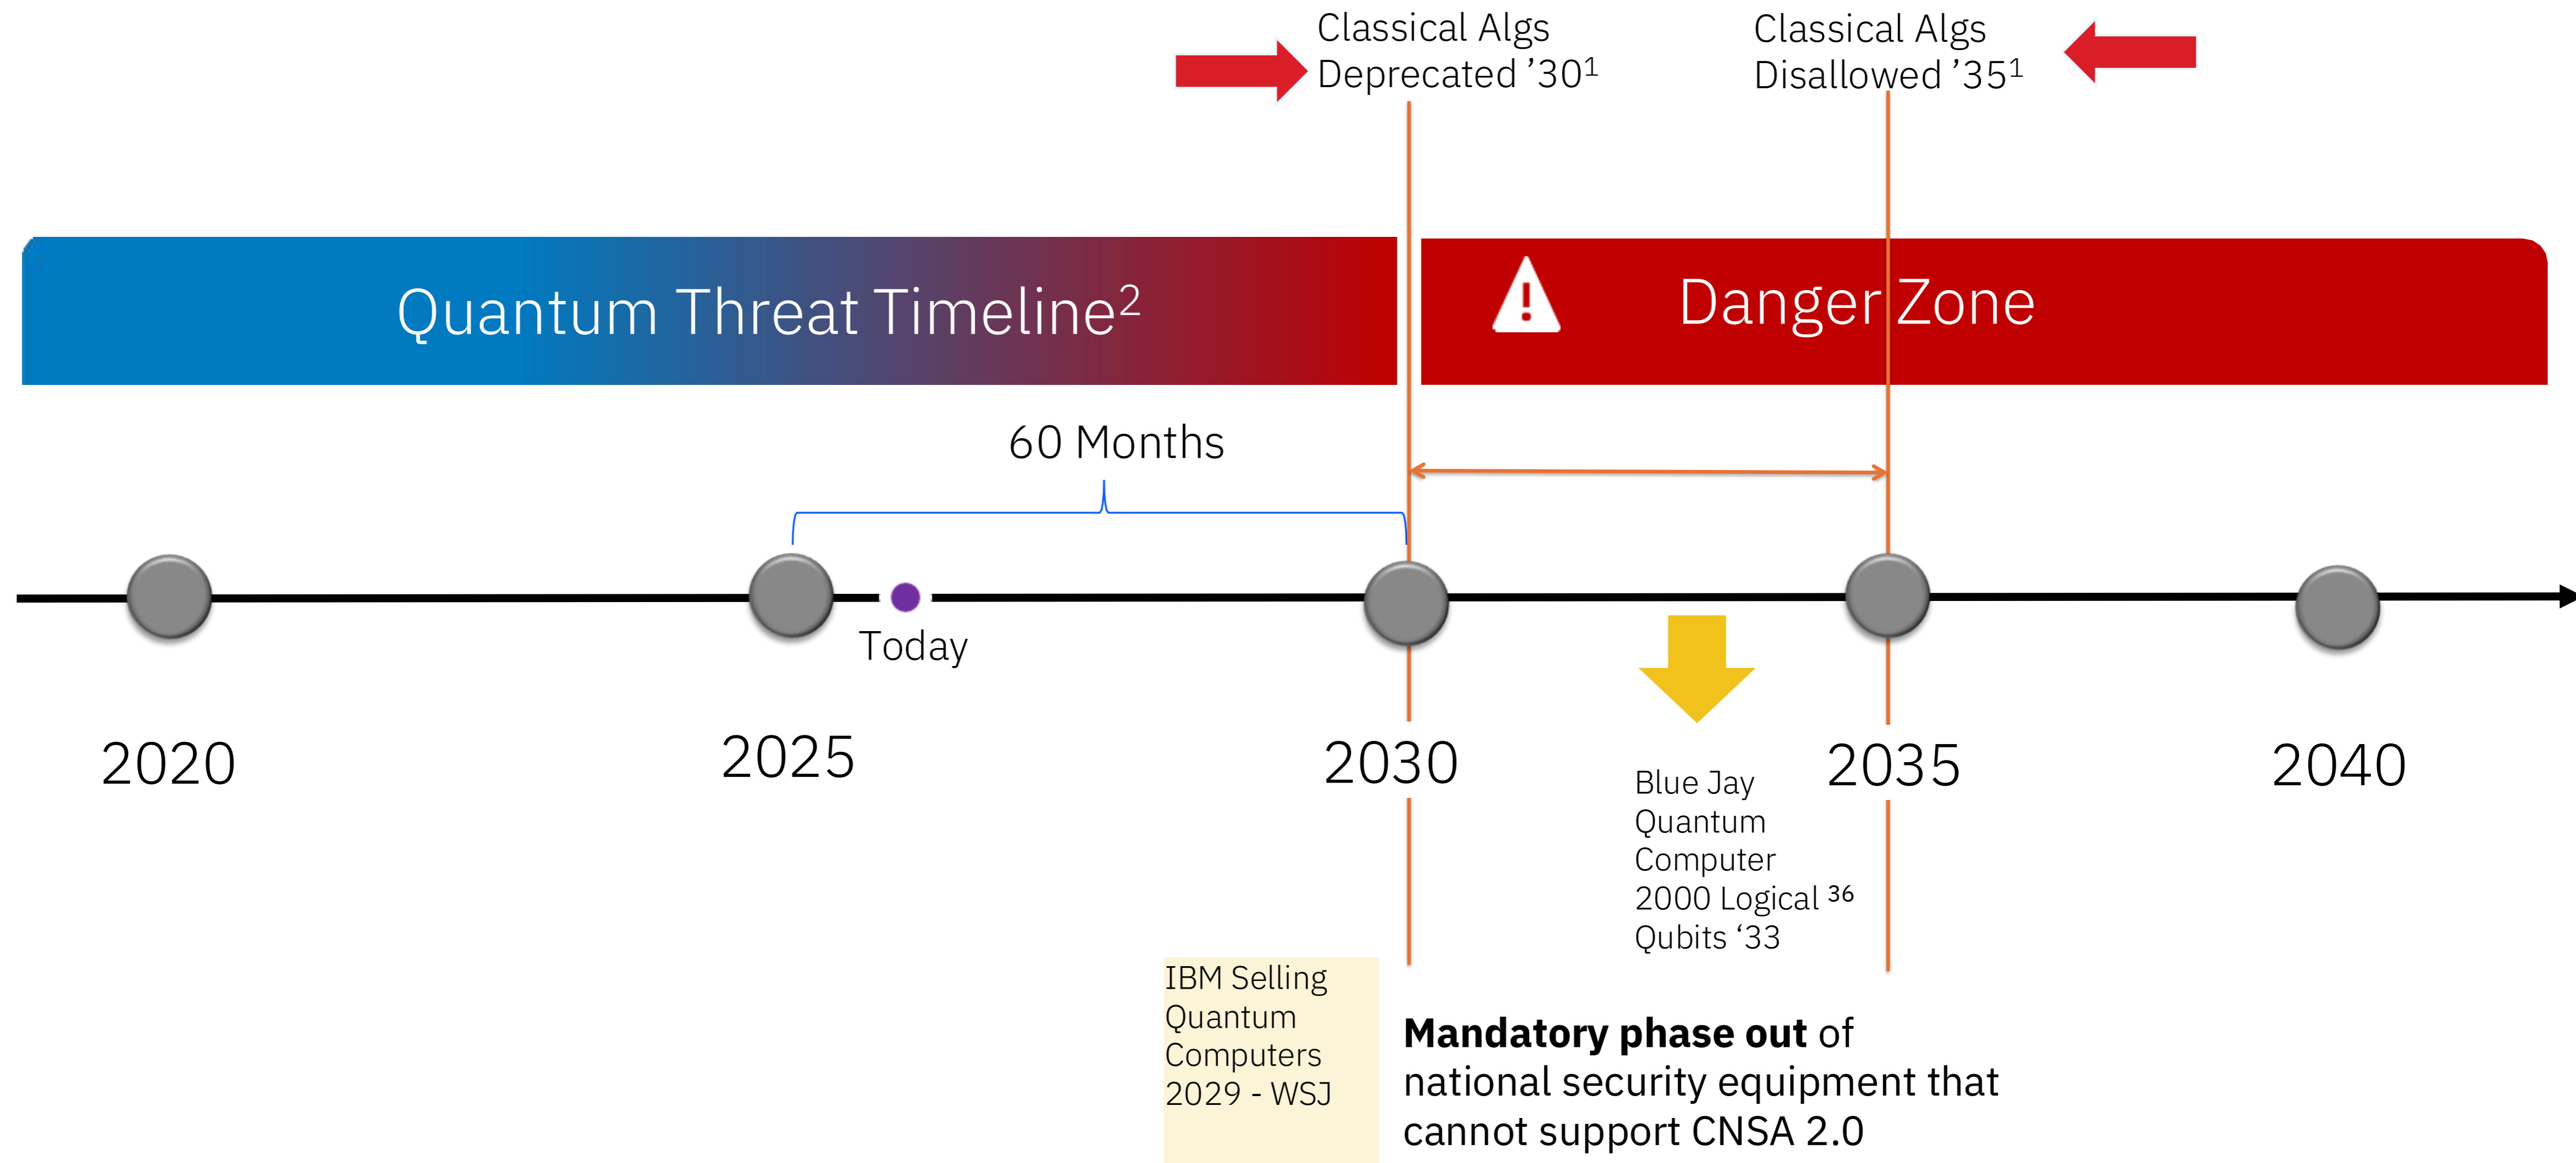 Classical Algs
Deprecated ’30¹
Classical Algs
Disallowed ’35¹
Quantum Threat Timeline²
!
Danger Zone
60 Months
Today
2020
2025
2030
2035
2040
Blue Jay
Quantum
Computer
2000 Logical ³⁶
Qubits ‘33
IBM Selling
Quantum
Computers
2029 - WSJ
Mandatory phase out of
national security equipment that
cannot support CNSA 2.0